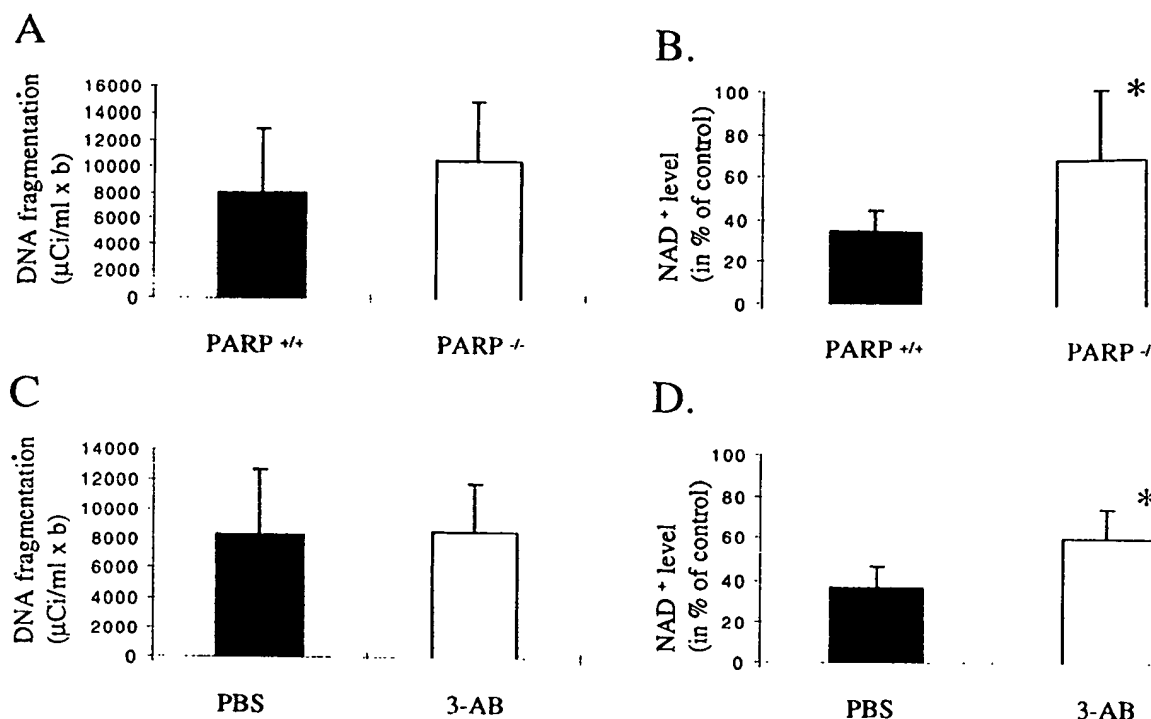 A
DNA fragmentation
(µCi/ml x b)
16000
14000
12000
10000
8000
6000
4000
2000
0
PARP +/+
PARP -/-
B.
NAD + level
(in % of control)
100
80
60
40
20
0
*
PARP +/+
PARP -/
C
DNA fragmentation
(µCi/ml x b)
14000
12000
10000
8000
6000
4000
2000
0
PBS
3-AB
D.
NAD + level
(in % of control)
100
80
60
40
20
0
*
PBS
3-AB